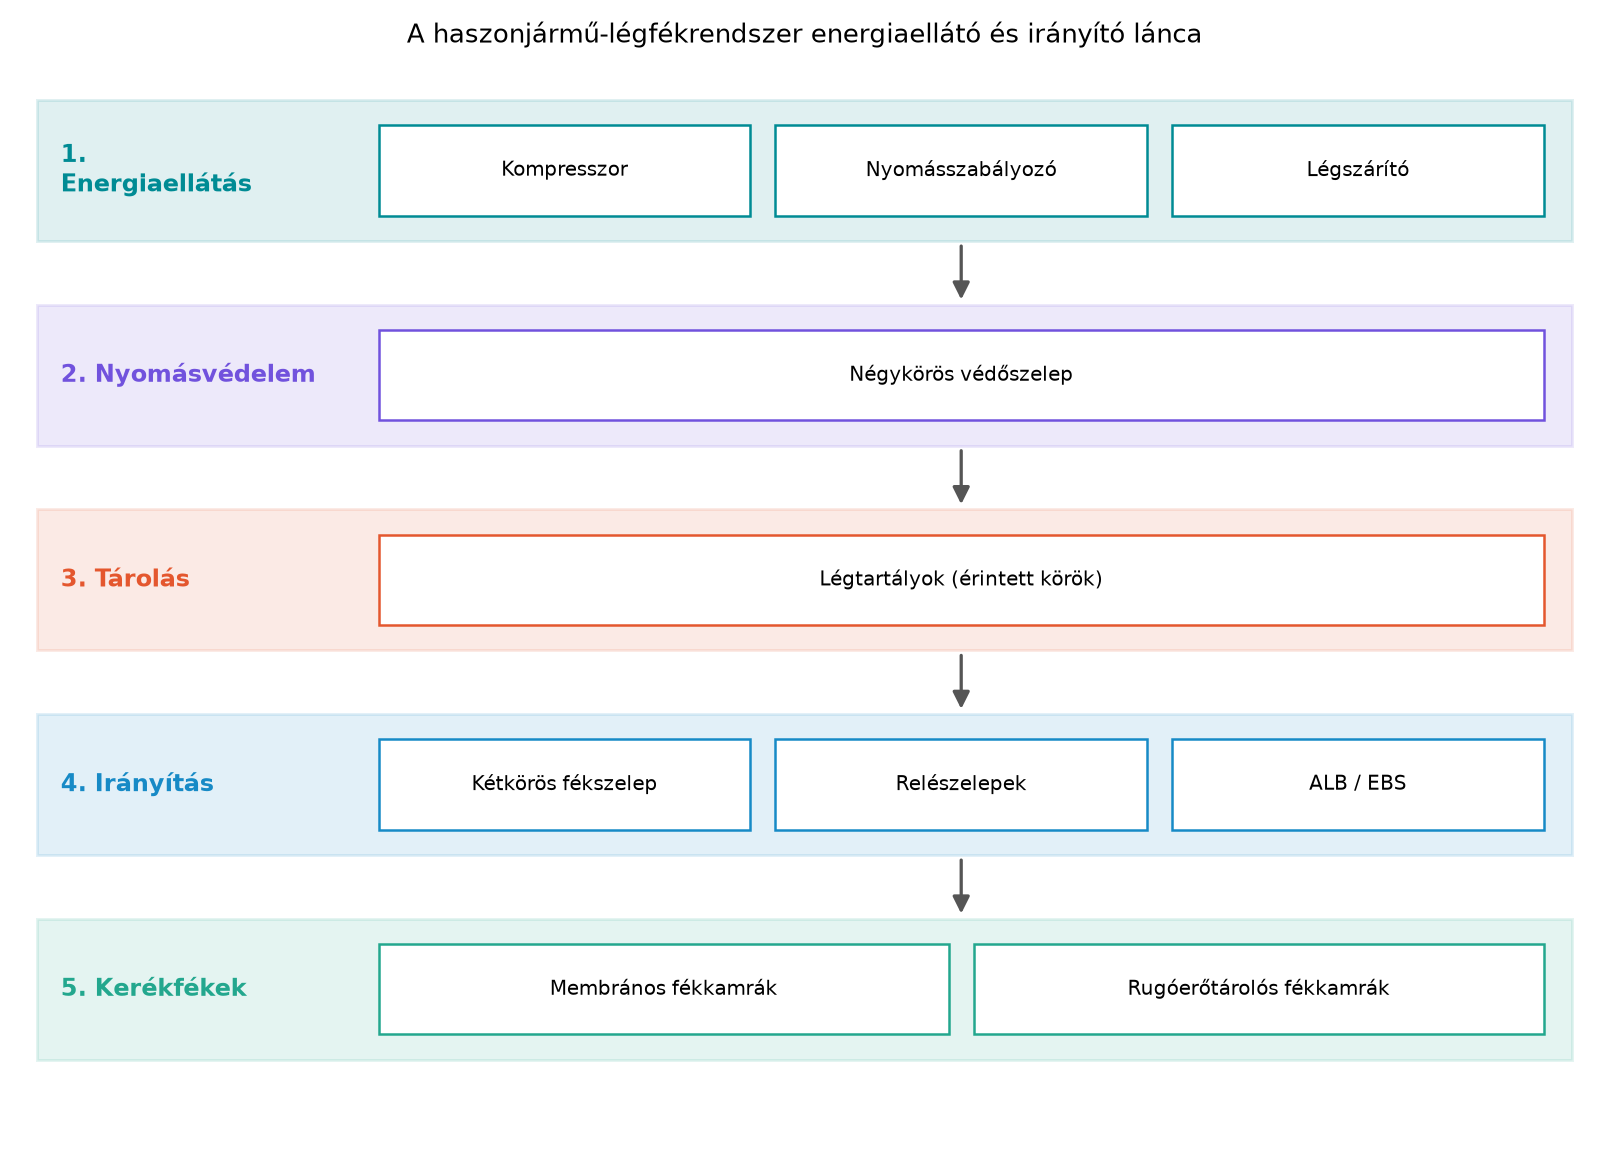 A haszonjármű-légfékrendszer energiaellátó és irányító lánca
1.
Energiaellátás
Kompresszor
Nyomásszabályozó
Légszárító
2. Nyomásvédelem
Négykörös védőszelep
3. Tárolás
Légtartályok (érintett körök)
4. Irányítás
Kétkörös fékszelep
Relészelepek
ALB / EBS
5. Kerékfékek
Membrános fékkamrák
Rugóerőtárolós fékkamrák